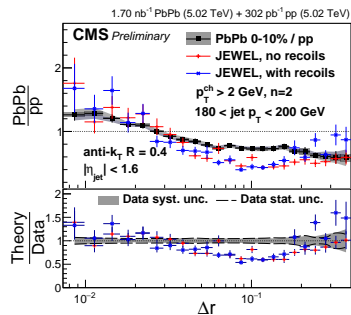 1.70 nb⁻¹ PbPb (5.02 TeV) + 302 pb⁻¹ pp (5.02 TeV)
CMS Preliminary
PbPb 0-10% / pp
JEWEL, no recoils
JEWEL, with recoils
p_T^ch > 2 GeV, n=2
180 < jet p_T < 200 GeV
anti-k_T R = 0.4
|η_jet| < 1.6
PbPb
pp
2
1
Data syst. unc.
Data stat. unc.
Theory
Data
2
1.5
1
0.5
0
10⁻²
10⁻¹
Δr